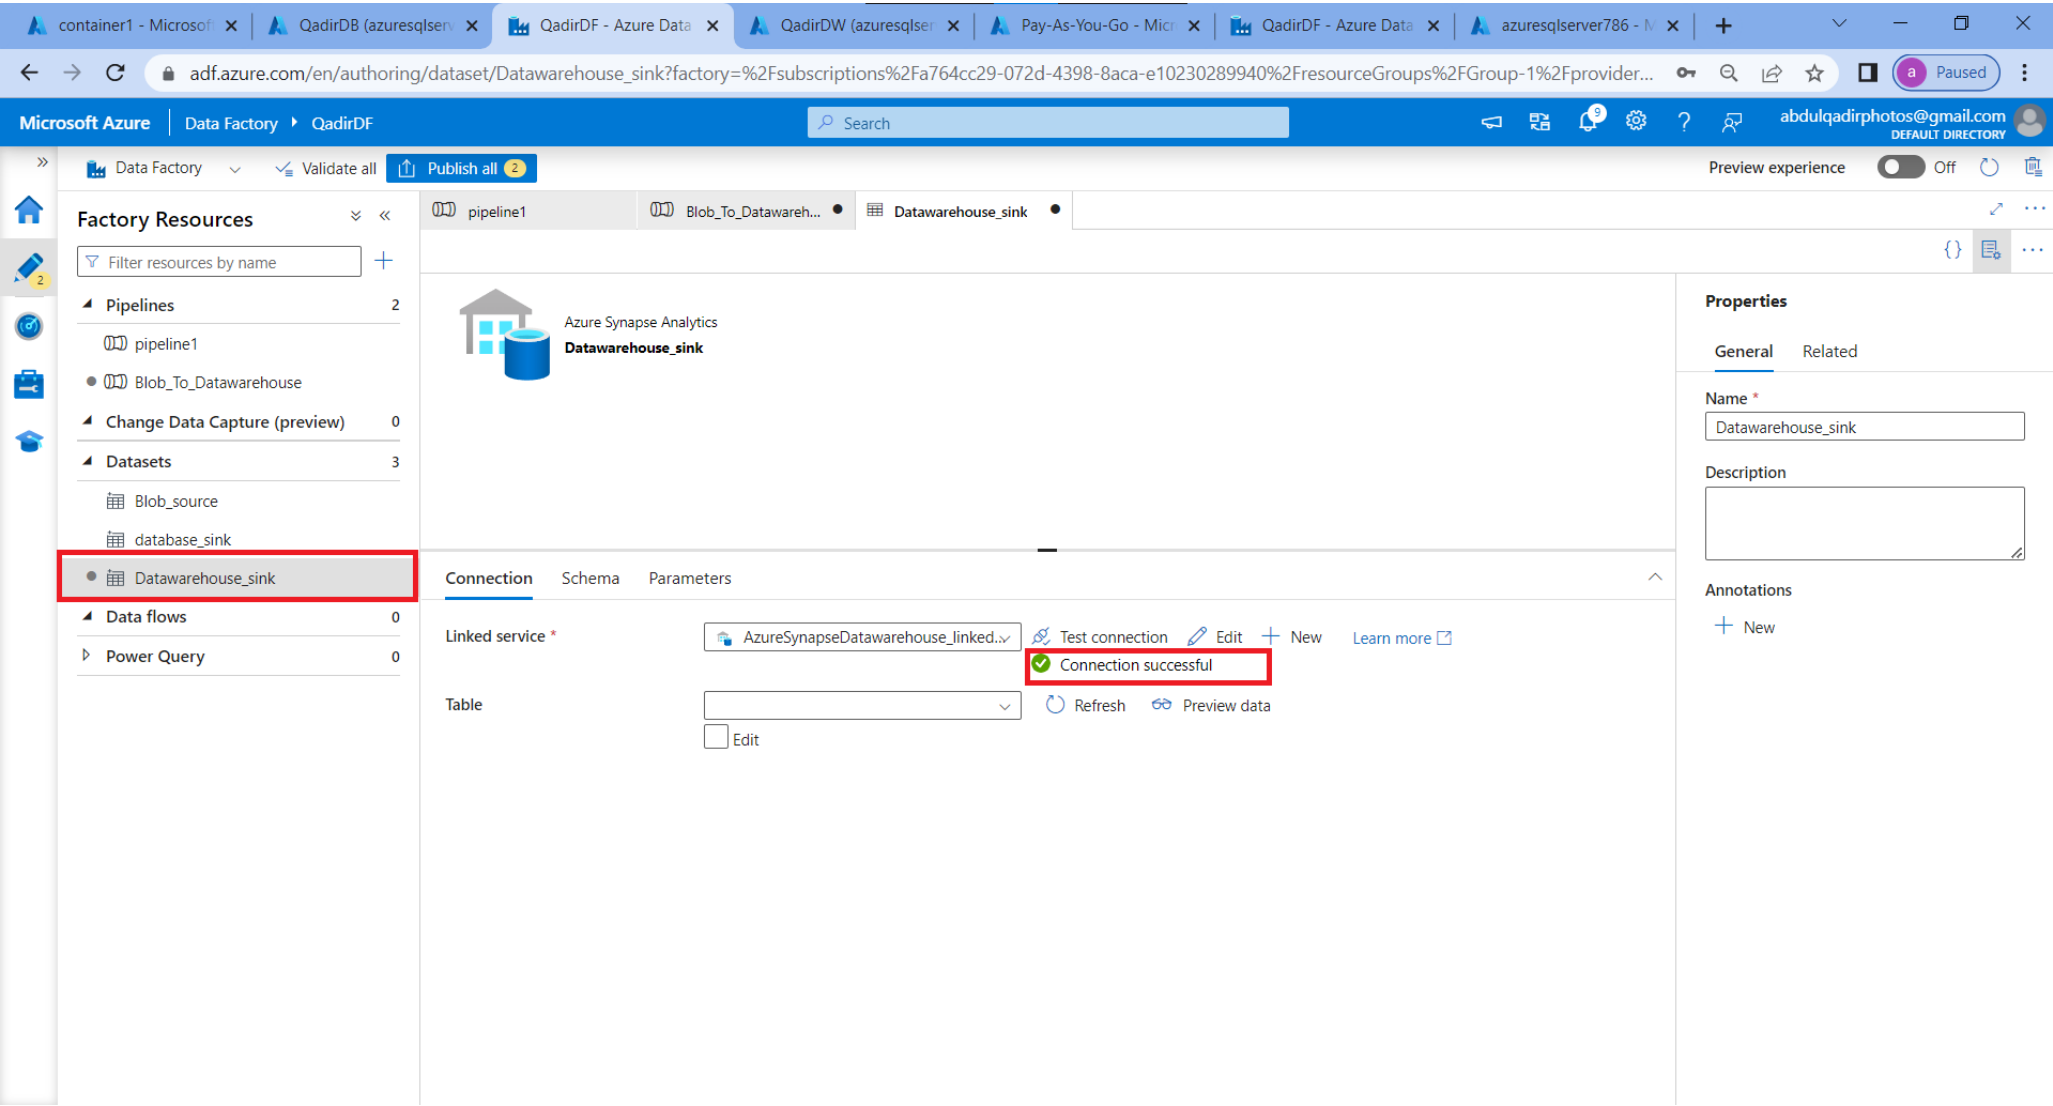 container1 - Microsof
QadirDB (azuresqlserv
QadirDF - Azure Data
QadirDW (azuresqlser
Pay-As-You-Go - Micr
QadirDF - Azure Data
azuresqlserver786 - M
adf.azure.com/en/authoring/dataset/Datawarehouse_sink?factory=%2Fsubscriptions%2Fa764cc29-072d-4398-8aca-e10230289940%2FresourceGroups%2FGroup-1%2Fprovider...
a Paused
Microsoft Azure
Data Factory
QadirDF
Search
9
abdulqadirphotos@gmail.com
DEFAULT DIRECTORY
Data Factory
Validate all
Publish all 2
Preview experience
Off
Factory Resources
pipeline1
Blob_To_Datawareh...
Datawarehouse_sink
Filter resources by name
2
Pipelines 2
pipeline1
Blob_To_Datawarehouse
Change Data Capture (preview) 0
Datasets 3
Blob_source
database_sink
Datawarehouse_sink
Data flows 0
Power Query 0
Azure Synapse Analytics
Datawarehouse_sink
Connection
Schema
Parameters
Linked service *
AzureSynapseDatawarehouse_linked...
Test connection
Edit
New
Learn more
Connection successful
Table
Refresh
Preview data
Edit
Properties
General
Related
Name *
Datawarehouse_sink
Description
Annotations
New